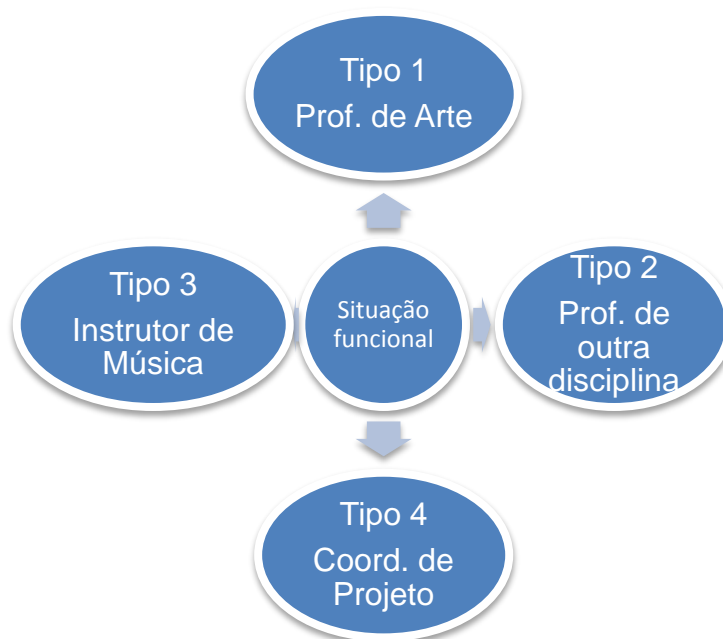 Tipo 1
Prof. de Arte
Tipo 3
Instrutor de
Música
Situação
funcional
Tipo 2
Prof. de
outra
disciplina
Tipo 4
Coord. de
Projeto